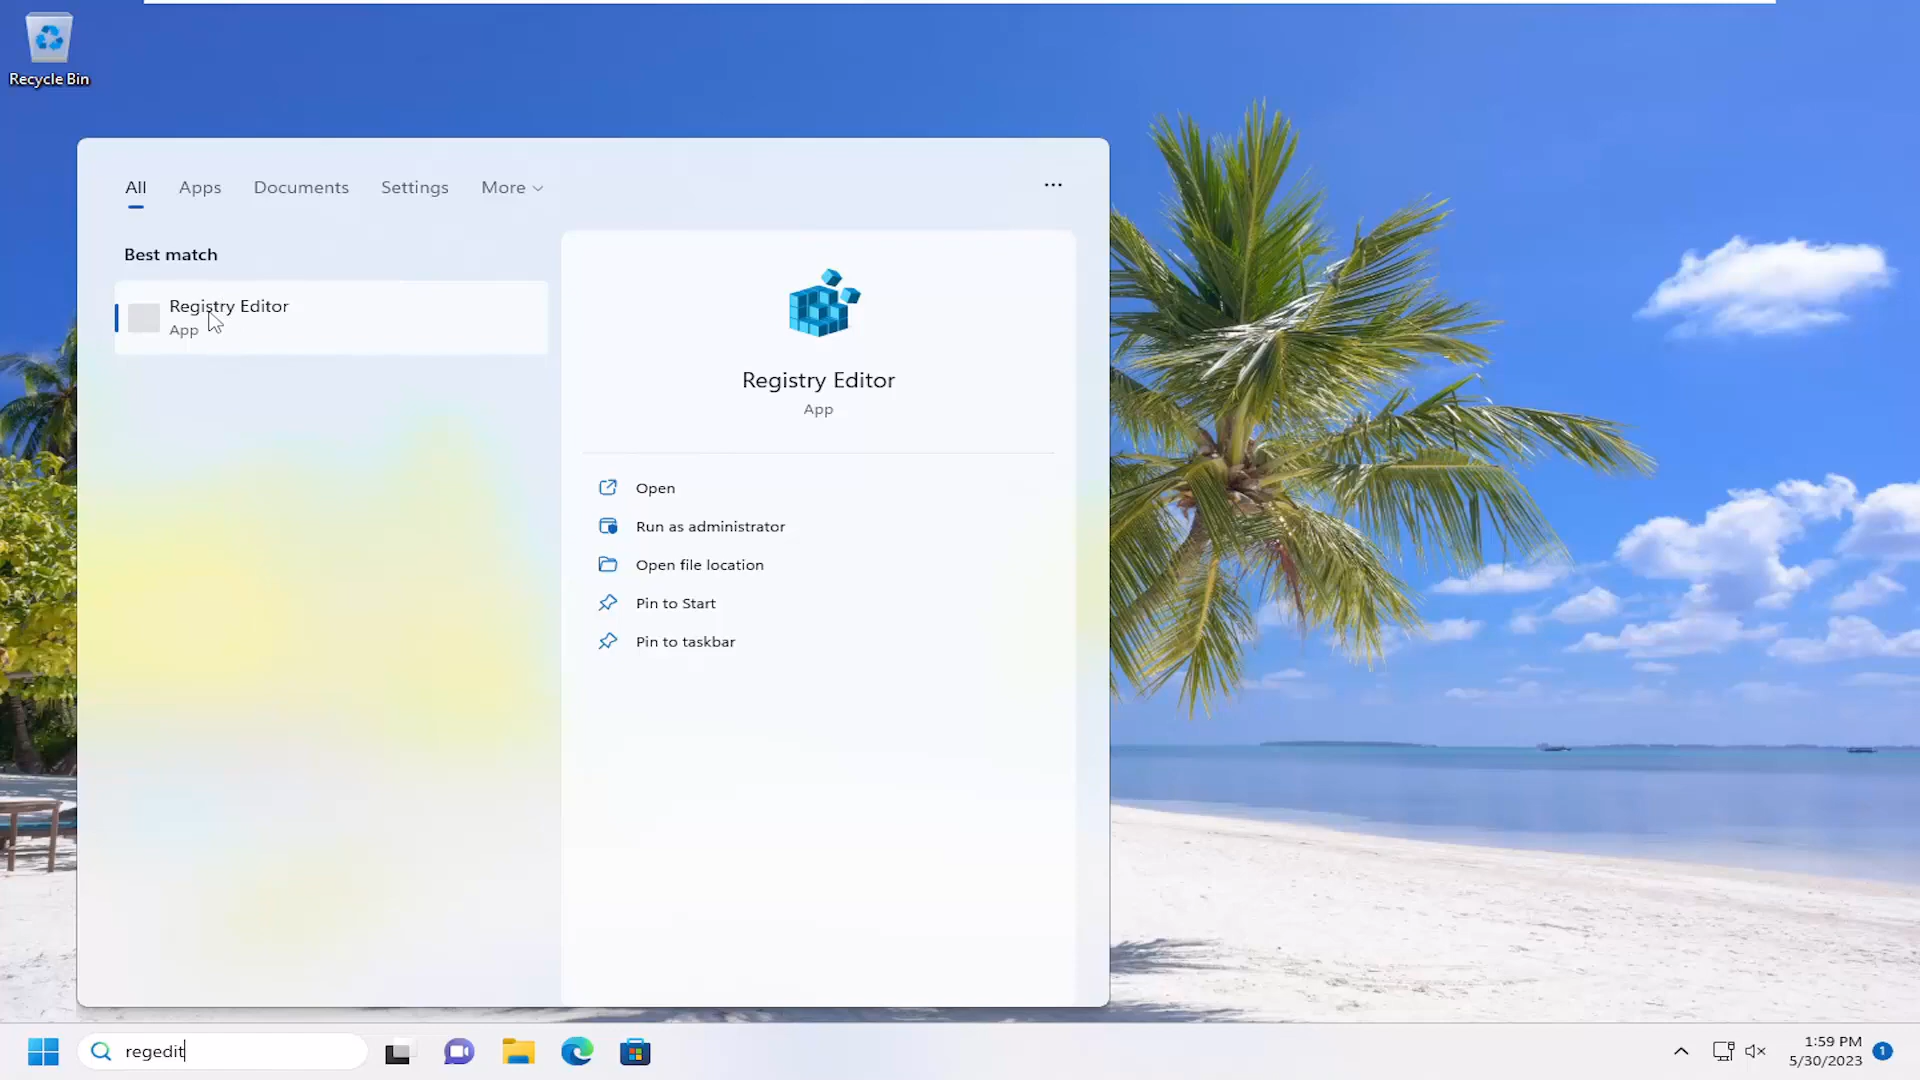 Recycle Bin
All Apps Documents Settings More
Best match
Registry Editor
App
Registry Editor
App
Open
Run as administrator
Open file location
Pin to Start
Pin to taskbar
regedit
1:59 PM
5/30/2023
1